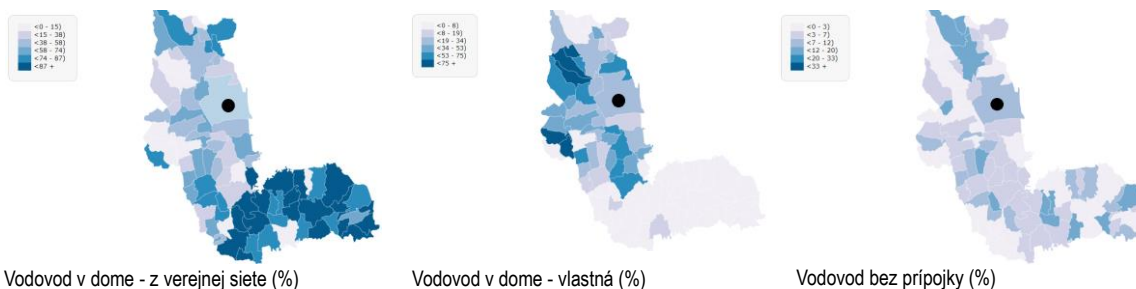 <0 - 15)
<15 - 38)
<38 - 58)
<58 - 74)
<74 - 87)
<87 +
<0 - 8)
<8 - 19)
<19 - 34)
<34 - 53)
<53 - 75)
<75 +
<0 - 3)
<3 - 7)
<7 - 12)
<12 - 20)
<20 - 33)
<33 +
Vodovod v dome - z verejnej siete (%)
Vodovod v dome - vlastná (%)
Vodovod bez prípojky (%)